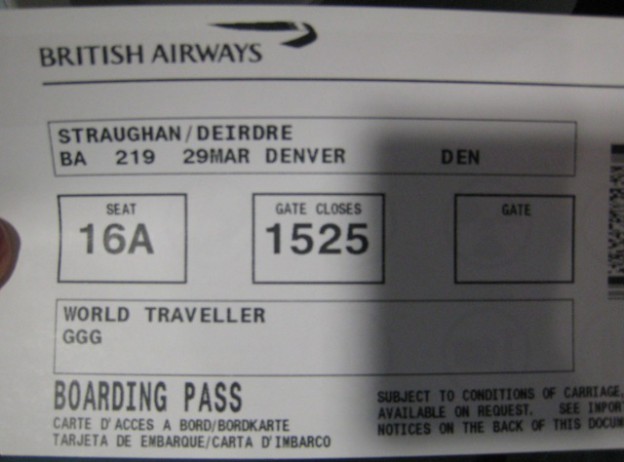 BRITISH AIRWAYS
STRAUGHAN/DEIRDRE
BA 219 29MAR DENVER DEN
SEAT
16A
GATE CLOSES
1525
GATE
WORLD TRAVELLER
GGG
BOARDING PASS
CARTE D'ACCES A BORD/BORDKARTE
TARJETA DE EMBARQUE/CARTA D'IMBARCO
SUBJECT TO CONDITIONS OF CARRIAGE,
AVAILABLE ON REQUEST. SEE IMPOR
NOTICES ON THE BACK OF THIS DOCUM